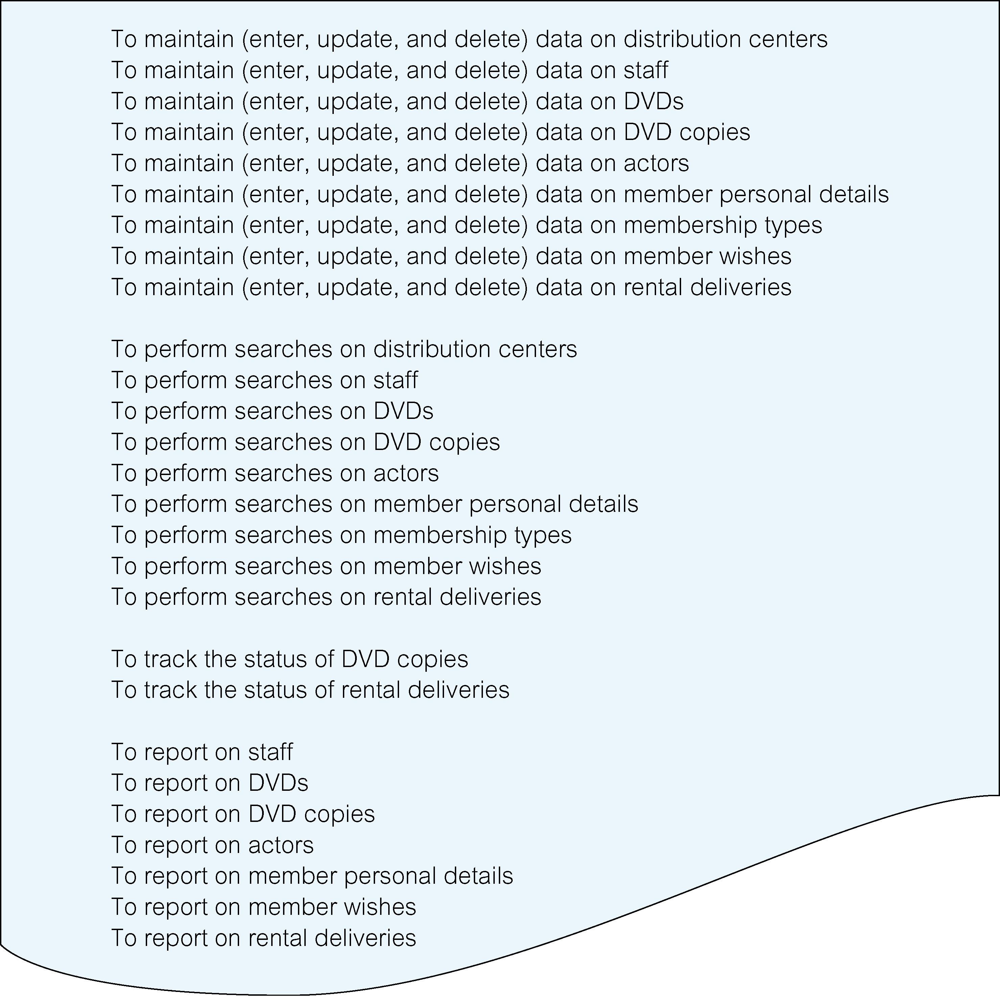 To maintain (enter, update, and delete) data on distribution centers
To maintain (enter, update, and delete) data on staff
To maintain (enter, update, and delete) data on DVDs
To maintain (enter, update, and delete) data on DVD copies
To maintain (enter, update, and delete) data on actors
To maintain (enter, update, and delete) data on member personal details
To maintain (enter, update, and delete) data on membership types
To maintain (enter, update, and delete) data on member wishes
To maintain (enter, update, and delete) data on rental deliveries
To perform searches on distribution centers
To perform searches on staff
To perform searches on DVDs
To perform searches on DVD copies
To perform searches on actors
To perform searches on member personal details
To perform searches on membership types
To perform searches on member wishes
To perform searches on rental deliveries
To track the status of DVD copies
To track the status of rental deliveries
To report on staff
To report on DVDs
To report on DVD copies
To report on actors
To report on member personal details
To report on member wishes
To report on rental deliveries